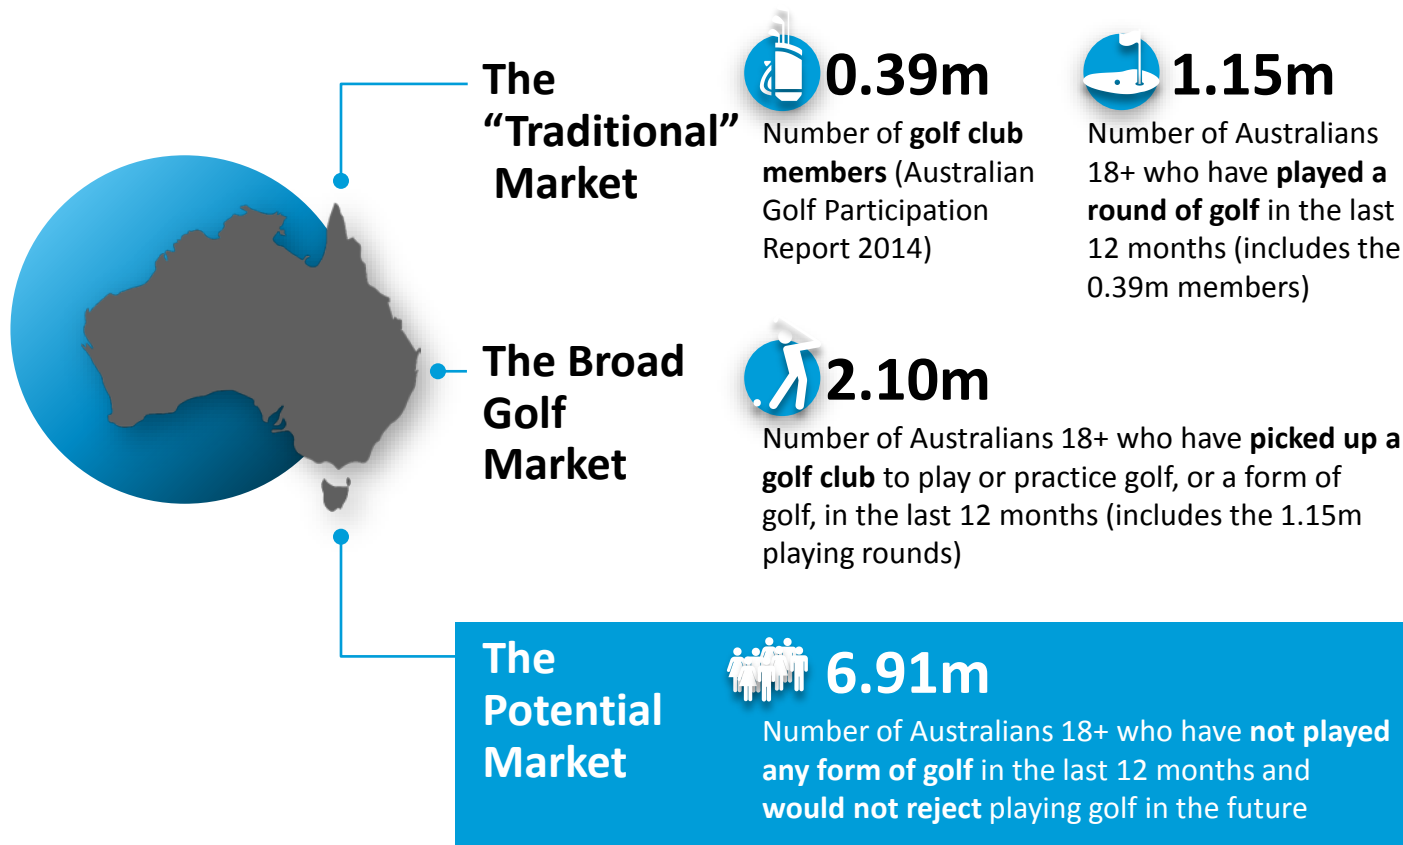 The
“Traditional”
Market
0.39m
Number of golf club
members (Australian
Golf Participation
Report 2014)
1.15m
Number of Australians
18+ who have played a
round of golf in the last
12 months (includes the
0.39m members)
The Broad
Golf
Market
2.10m
Number of Australians 18+ who have picked up a
golf club to play or practice golf, or a form of
golf, in the last 12 months (includes the 1.15m
playing rounds)
The
Potential
Market
6.91m
Number of Australians 18+ who have not played
any form of golf in the last 12 months and
would not reject playing golf in the future